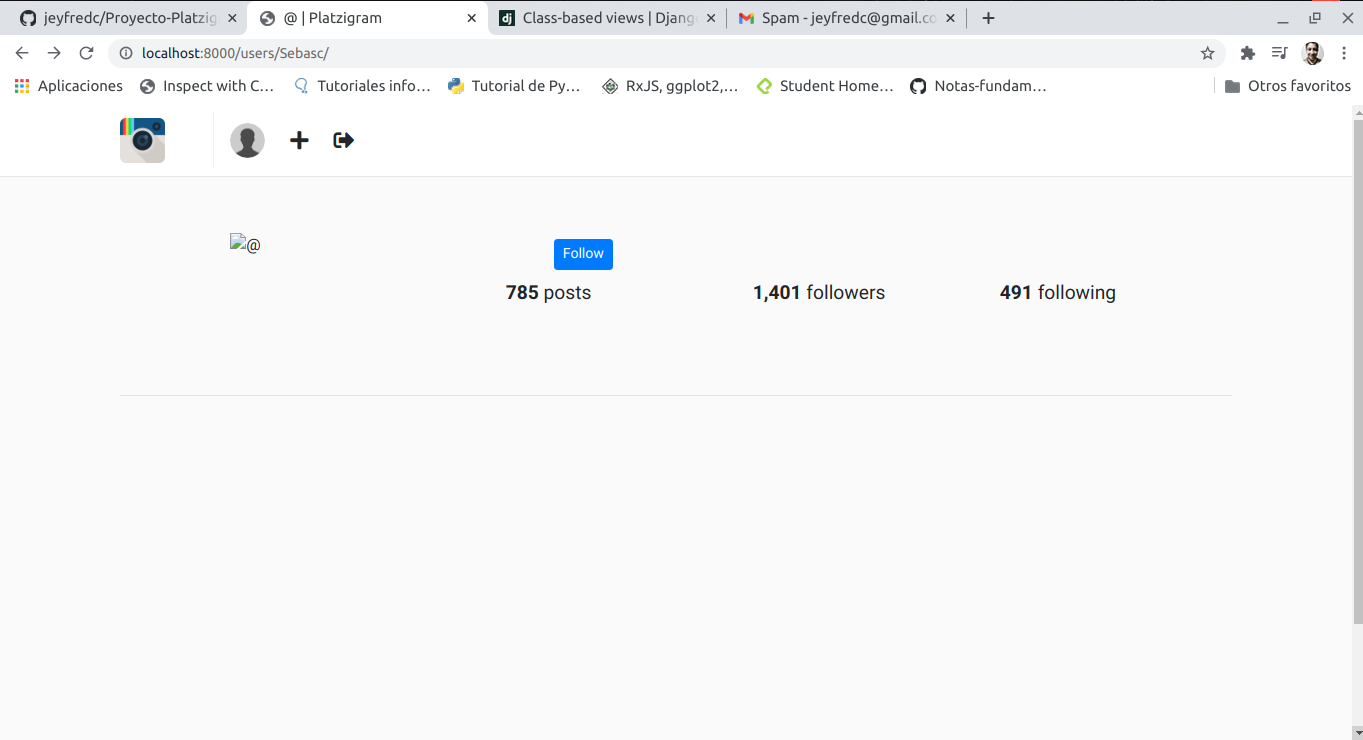 jeyfredc/Proyecto-Platzig @ | Platzigram Class-based views | Djang Spam - jeyfredc@gmail.co
localhost:8000/users/Sebasc/
Aplicaciones Inspect with C... Tutoriales info... Tutorial de Py... RxJS, ggplot2,... Student Home... Notas-fundam... Otros favoritos
@
Follow
785 posts 1,401 followers 491 following